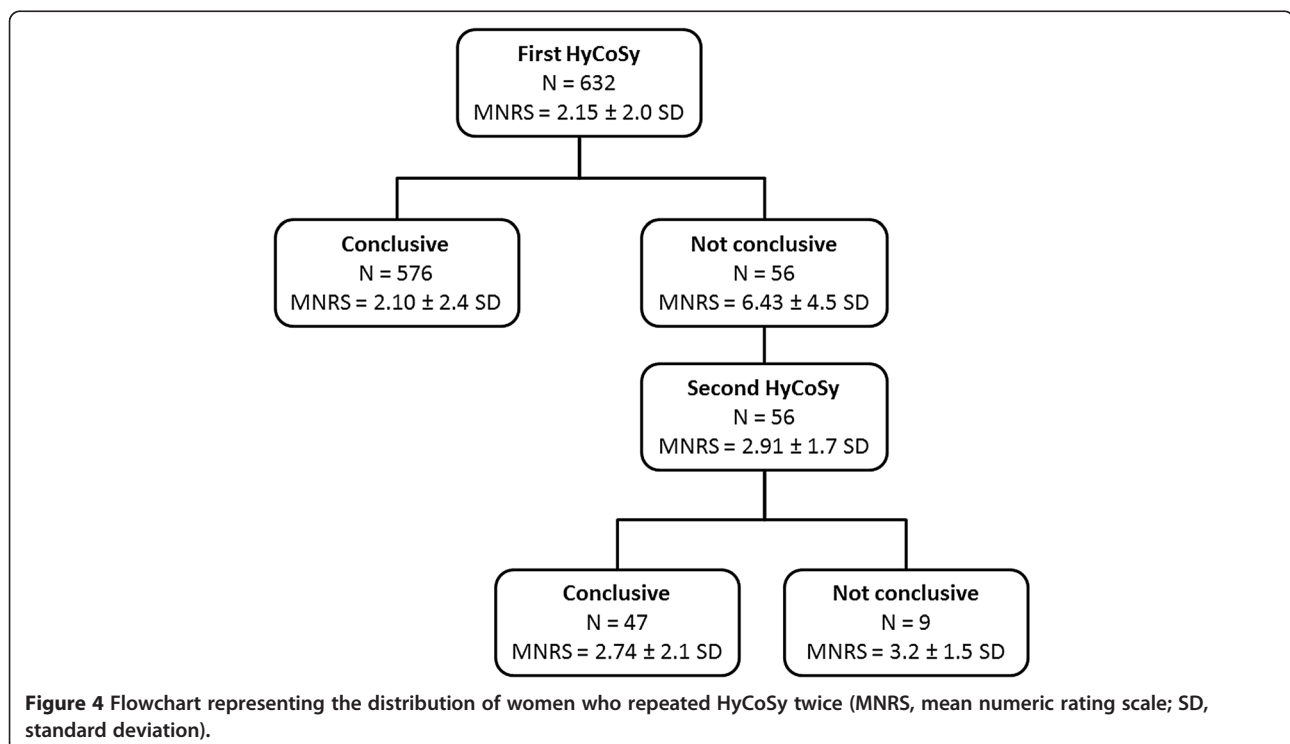 First HyCoSy
N = 632
MNRS = 2.15 ± 2.0 SD
Conclusive
N = 576
MNRS = 2.10 ± 2.4 SD
Not conclusive
N = 56
MNRS = 6.43 ± 4.5 SD
Second HyCoSy
N = 56
MNRS = 2.91 ± 1.7 SD
Conclusive
N = 47
MNRS = 2.74 ± 2.1 SD
Not conclusive
N = 9
MNRS = 3.2 ± 1.5 SD
Figure 4 Flowchart representing the distribution of women who repeated HyCoSy twice (MNRS, mean numeric rating scale; SD,
standard deviation).